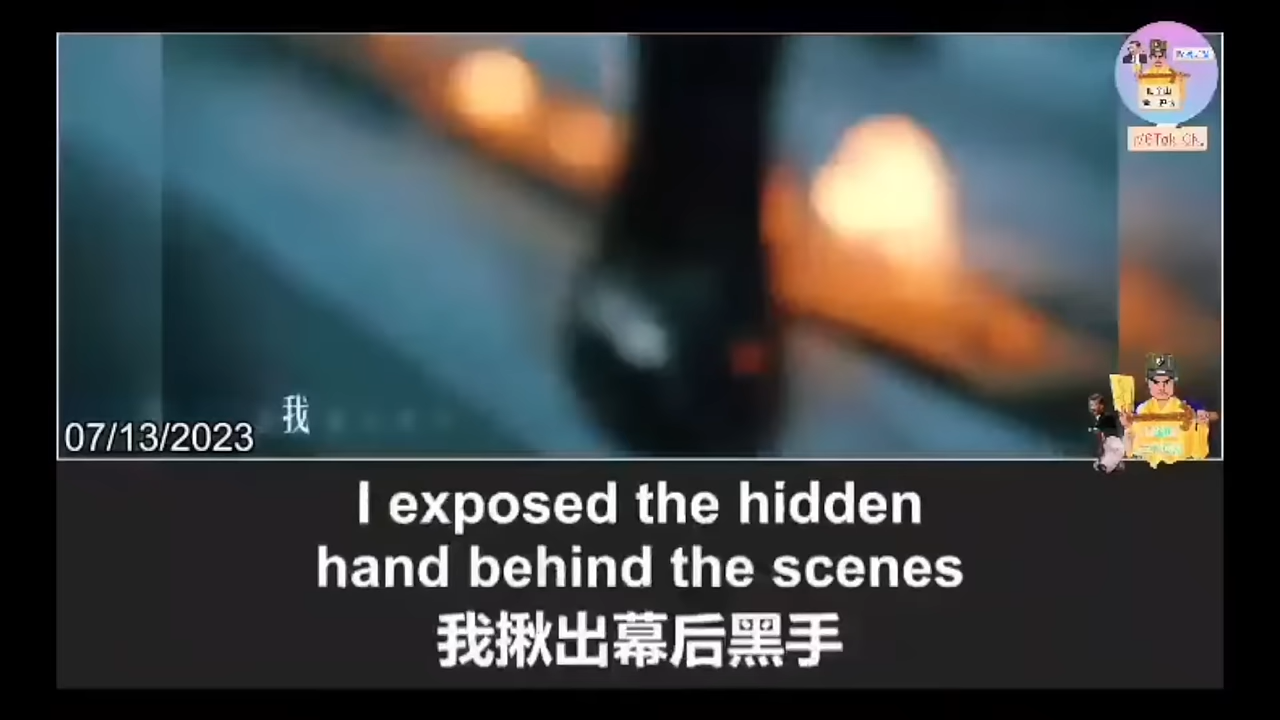 我
07/13/2023
I exposed the hidden
hand behind the scenes
我揪出幕后黑手